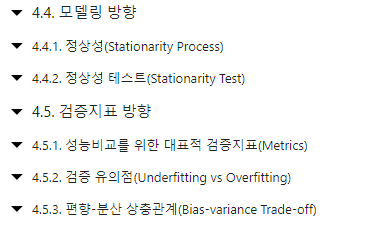 4.4. 모델링 방향
4.4.1. 정상성(Stationarity Process)
4.4.2. 정상성 테스트(Stationarity Test)
4.5. 검증지표 방향
4.5.1. 성능비교를 위한 대표적 검증지표(Metrics)
4.5.2. 검증 유의점(Underfitting vs Overfitting)
4.5.3. 편향-분산 상충관계(Bias-variance Trade-off)